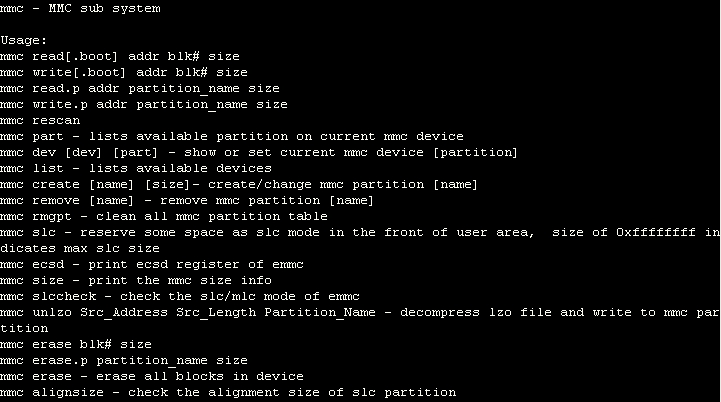 mmc - MMC sub system
Usage:
mmc read[.boot] addr blk# size
mmc write[.boot] addr blk# size
mmc read.p addr partition_name size
mmc write.p addr partition_name size
mmc rescan
mmc part - lists available partition on current mmc device
mmc dev [dev] [part] - show or set current mmc device [partition]
mmc list - lists available devices
mmc create [name] [size]- create/change mmc partition [name]
mmc remove [name] - remove mmc partition [name]
mmc rmgpt - clean all mmc partition table
mmc slc - reserve some space as slc mode in the front of user area,  size of 0xffffffff in
dicates max slc size
mmc ecsd - print ecsd register of emmc
mmc size - print the mmc size info
mmc slccheck - check the slc/mlc mode of emmc
mmc unlzo Src_Address Src_Length Partition_Name - decompress lzo file and write to mmc par
tition
mmc erase blk# size
mmc erase.p partition_name size
mmc erase - erase all blocks in device
mmc alignsize - check the alignment size of slc partition